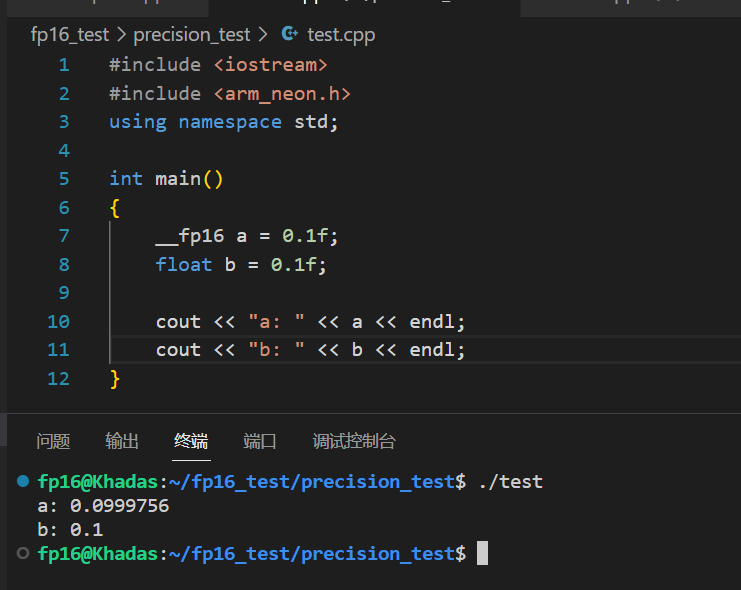 fp16_test > precision_test > test.cpp
1 #include <iostream>
2 #include <arm_neon.h>
3 using namespace std;
4
5 int main()
6 {
7 __fp16 a = 0.1f;
8 float b = 0.1f;
9
10 cout << "a: " << a << endl;
11 cout << "b: " << b << endl;
12 }
问题 输出 终端 端口 调试控制台
fp16@Khadas:~/fp16_test/precision_test$ ./test
a: 0.0999756
b: 0.1
fp16@Khadas:~/fp16_test/precision_test$